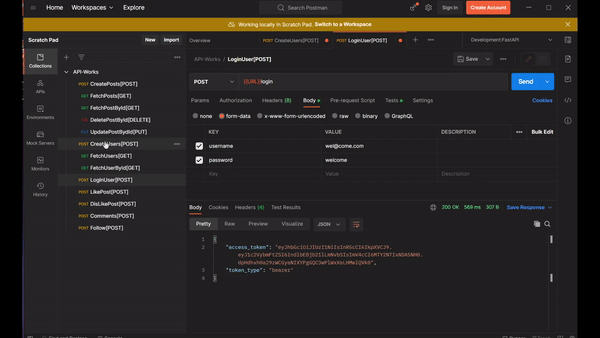 Home Workspaces Explore Search Postman Sign In Create Account
Working locally in Scratch Pad. Switch to a Workspace
Scratch Pad New Import
Overview POST CreateUsers[POST] POST LoginUser[POST] Development:FastAPI
Collections
APIs
Environments
Mock Servers
Monitors
History
API-Works
POST CreatePosts[POST]
GET FetchPosts[GET]
GET FetchPostById[GET]
DEL DeletePostById[DELETE]
PUT UpdatePostBydId[PUT]
POST CreateUsers[POST]
GET FetchUsers[GET]
GET FetchUserById[GET]
POST LoginUser[POST]
POST LikePost[POST]
POST DisLikePost[POST]
POST Comments[POST]
POST Follow[POST]
API-Works / LoginUser[POST] Save
POST {{URL}}login Send
Params Authorization Headers (8) Body Pre-request Script Tests Settings Cookies
none form-data x-www-form-urlencoded raw binary GraphQL
KEY VALUE DESCRIPTION Bulk Edit
username wel@come.com
password welcome
Key Value Description
Body Cookies Headers (4) Test Results 200 OK 569 ms 307 B Save Response
Pretty Raw Preview Visualize JSON
1 {
2 "access_token":
3 "token_type": "bearer"
}